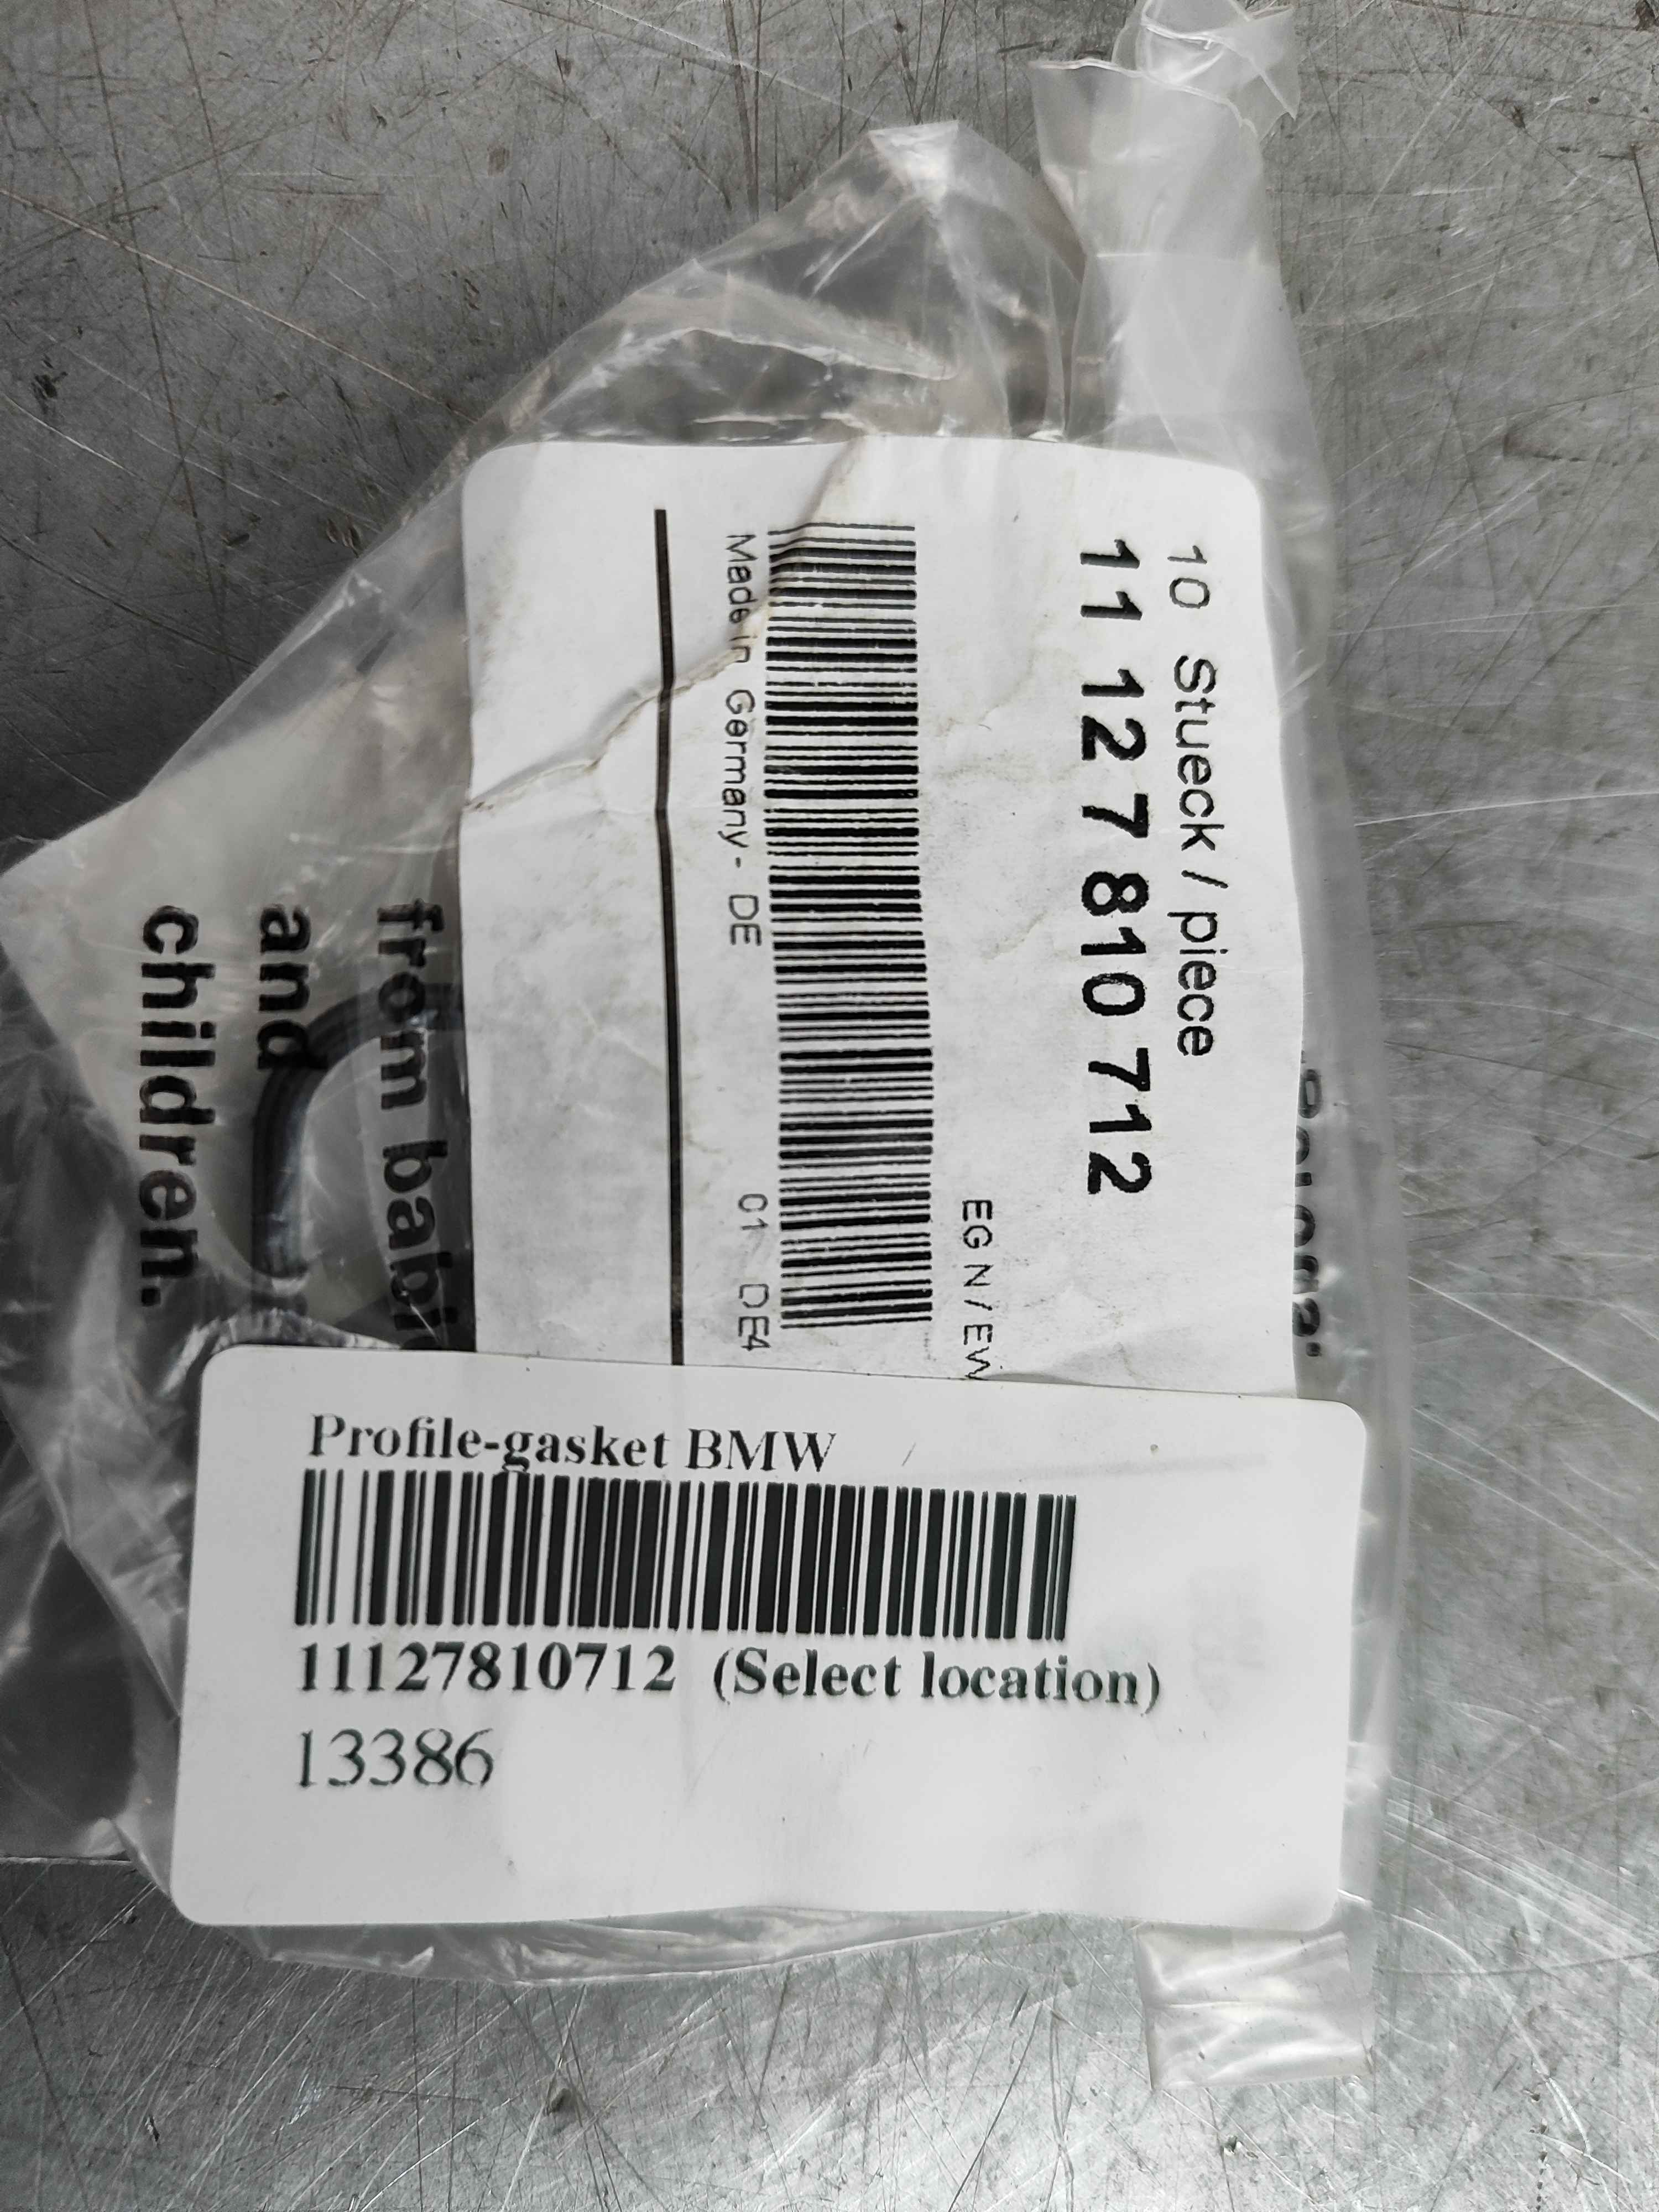 10 Stueck / piece
11 12 7 810 712
EG N / EW
Made in Germany - DE
01 DE4
from babi
and
children.
Profile-gasket BMW
11127810712 (Select location)
13386